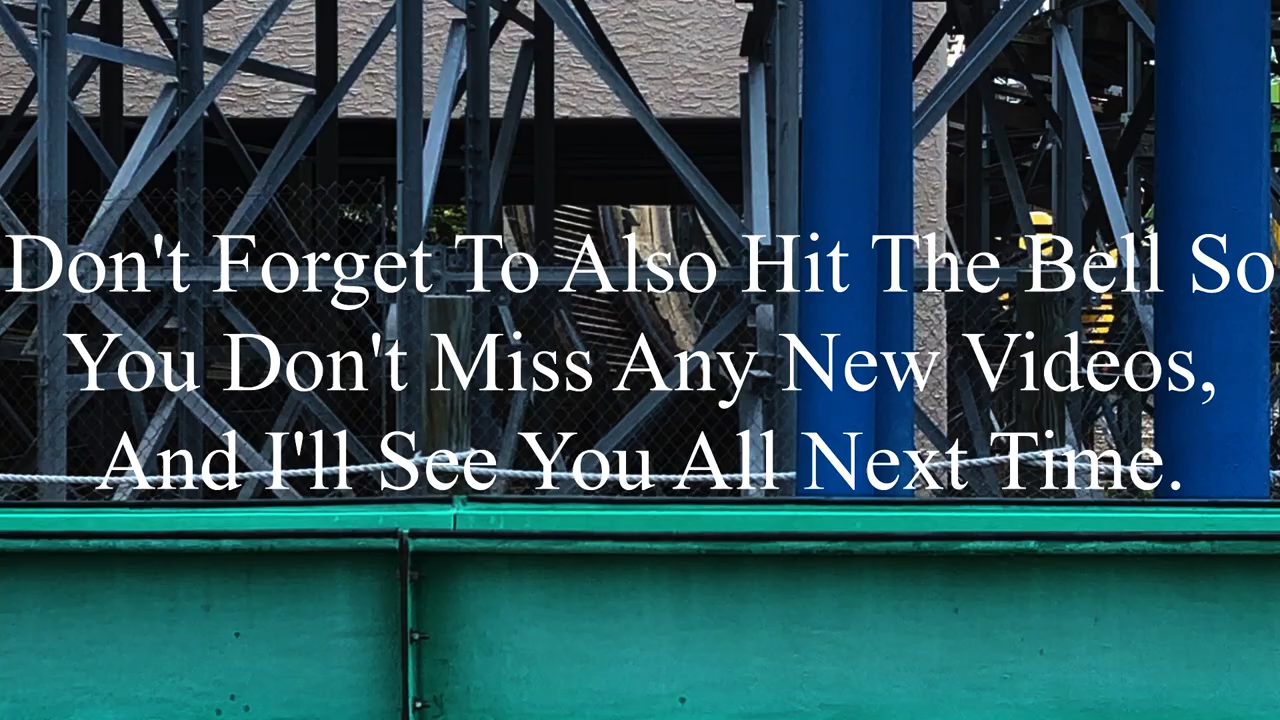 Don't Forget To Also Hit The Bell So
You Don't Miss Any New Videos,
And I'll See You All Next Time.